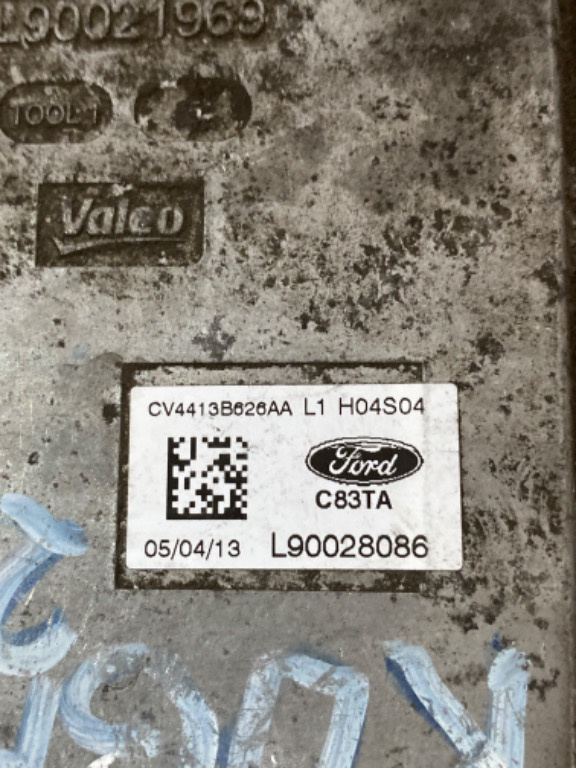 L90021969
TOOL 1
Valeo
CV4413B626AA L1 H04S04
Ford
C83TA
05/04/13 L90028086